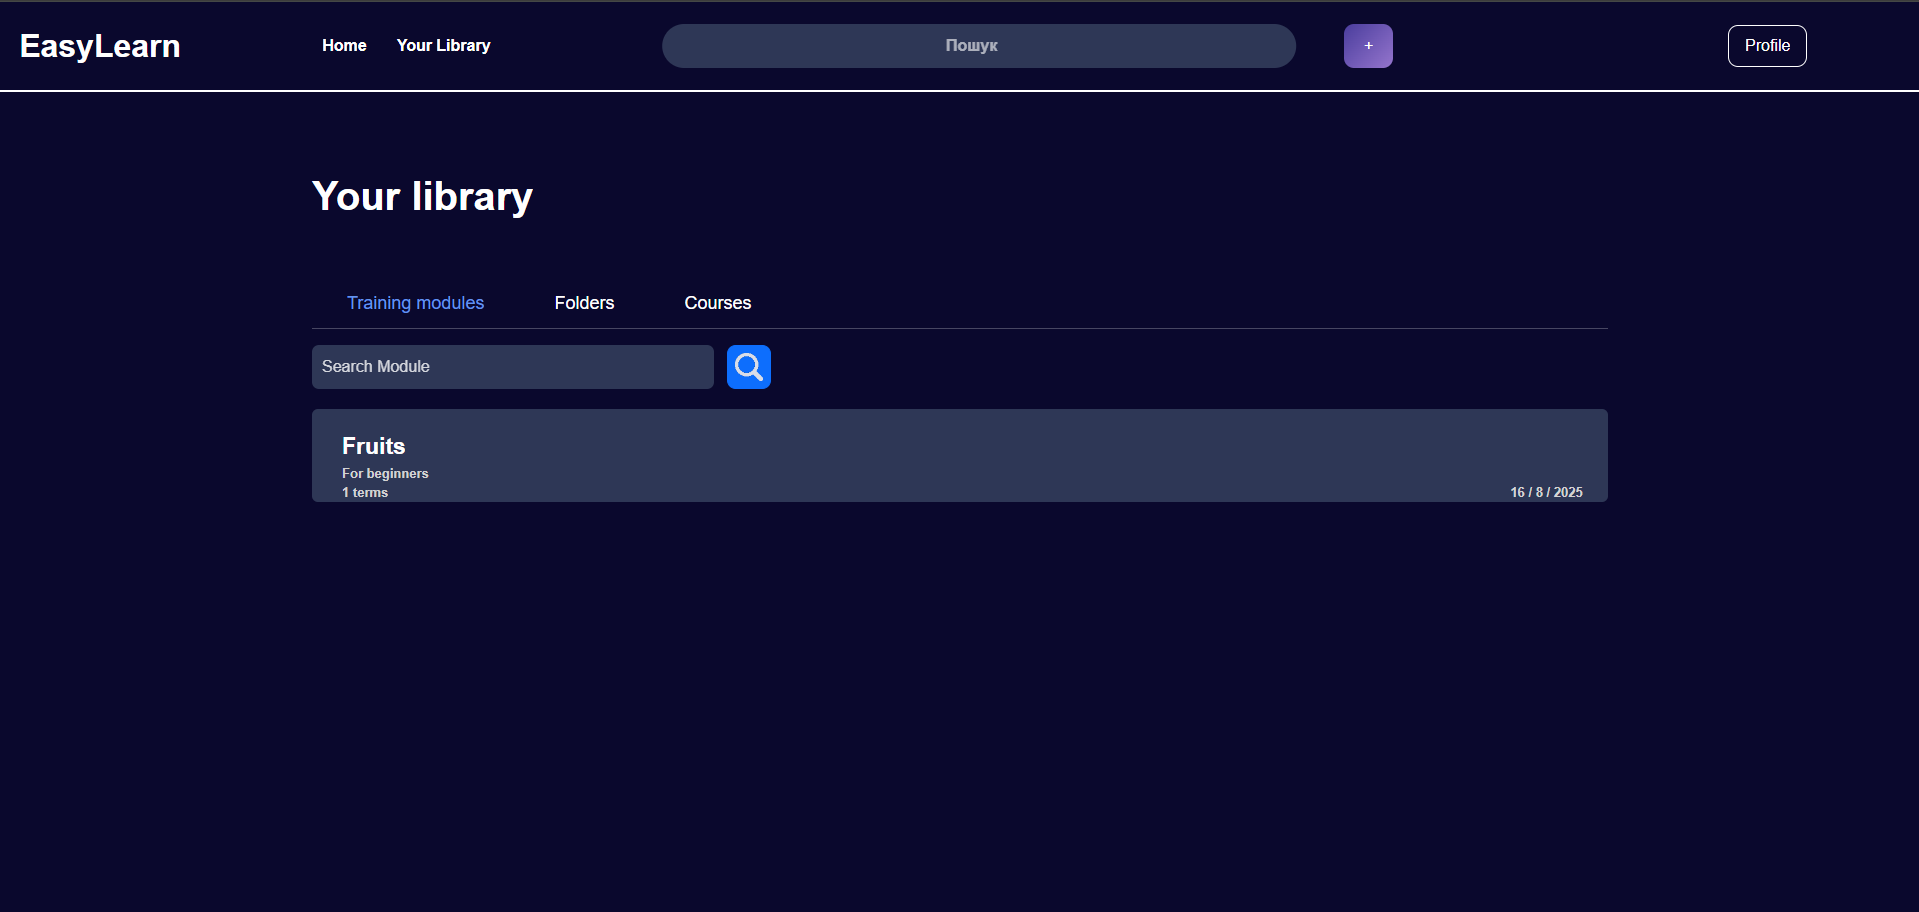 EasyLearn
Home
Your Library
Пошук
+
Profile
Your library
Training modules
Folders
Courses
Search Module
Fruits
For beginners
1 terms
16 / 8 / 2025